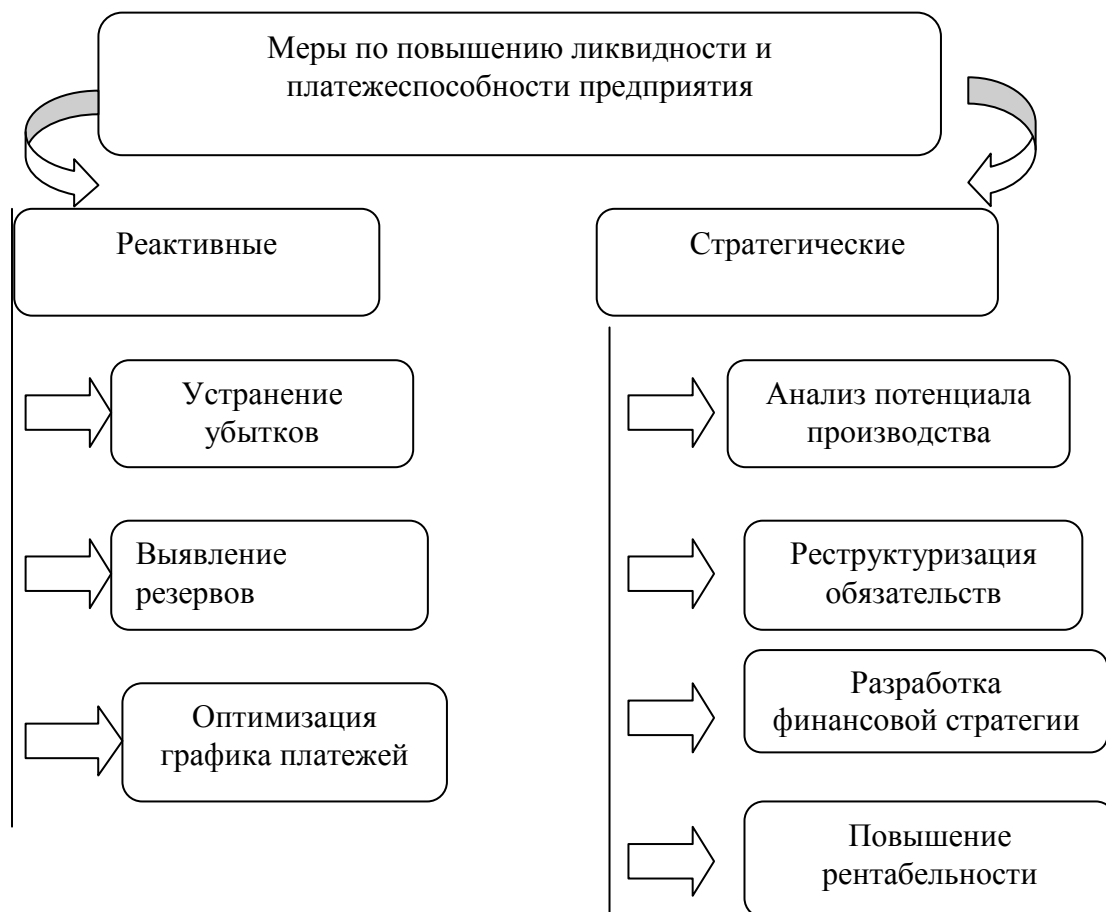 Меры по повышению ликвидности и
платежеспособности предприятия
Реактивные
Стратегические
Устранение
убытков
Анализ потенциала
производства
Выявление
резервов
Реструктуризация
обязательств
Оптимизация
графика платежей
Разработка
финансовой стратегии
Повышение
рентабельности